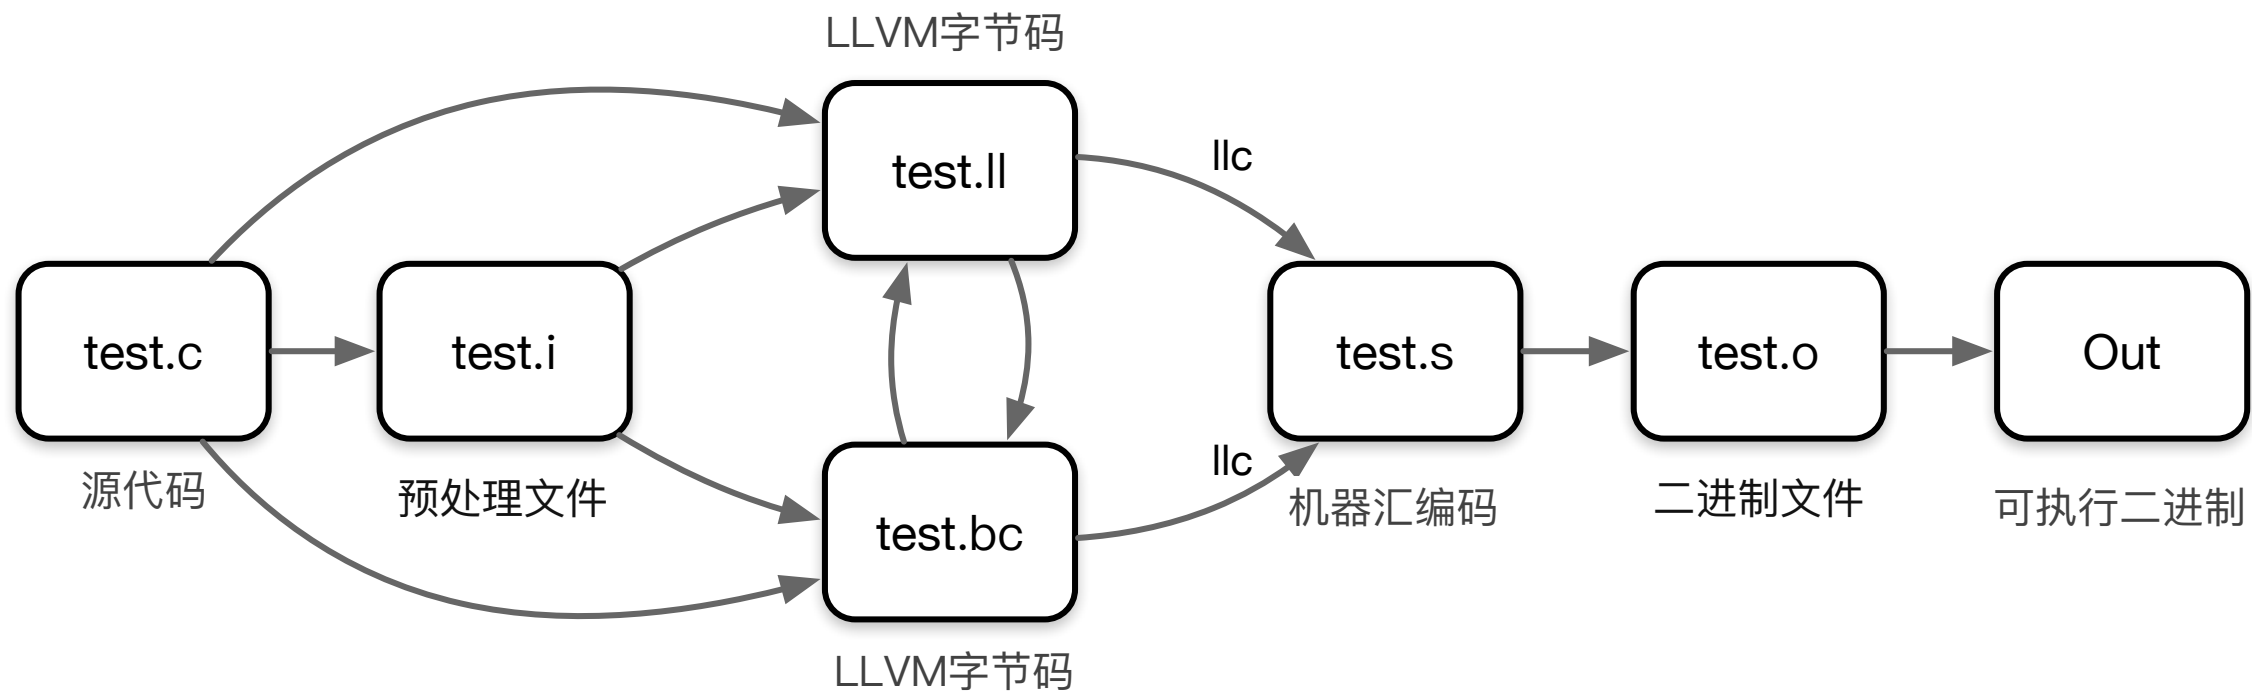 LLVM字节码
test.ll
llc
test.c
test.i
test.s
test.o
Out
源代码
预处理文件
llc
机器汇编码
二进制文件
可执行二进制
test.bc
LLVM字节码